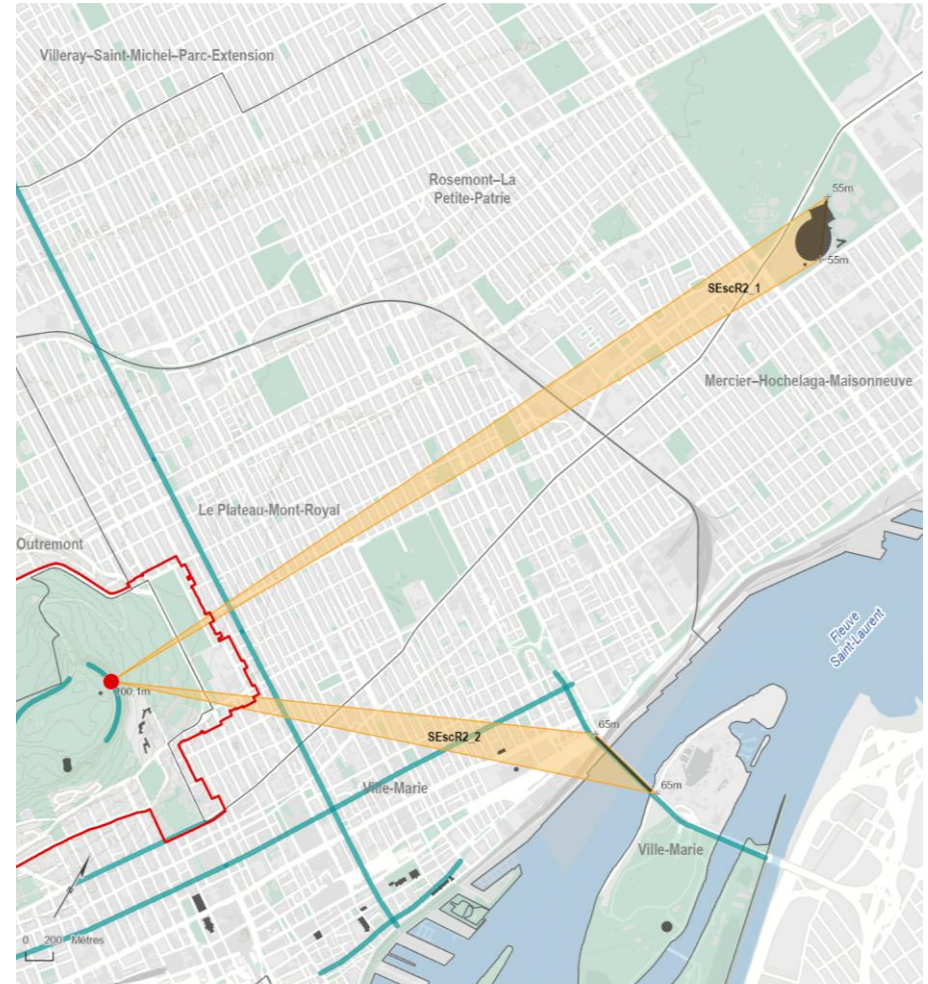 Villeray–Saint-Michel–Parc-Extension
Rosemont–La
Petite-Patrie
55m
55m
SEscR2_1
Mercier–Hochelaga-Maisonneuve
Le Plateau-Mont-Royal
Outremont
Fleuve
Saint-Laurent
200,1m
65m
SEscR2_2
65m
Ville-Marie
Ville-Marie
0 200 Mètres